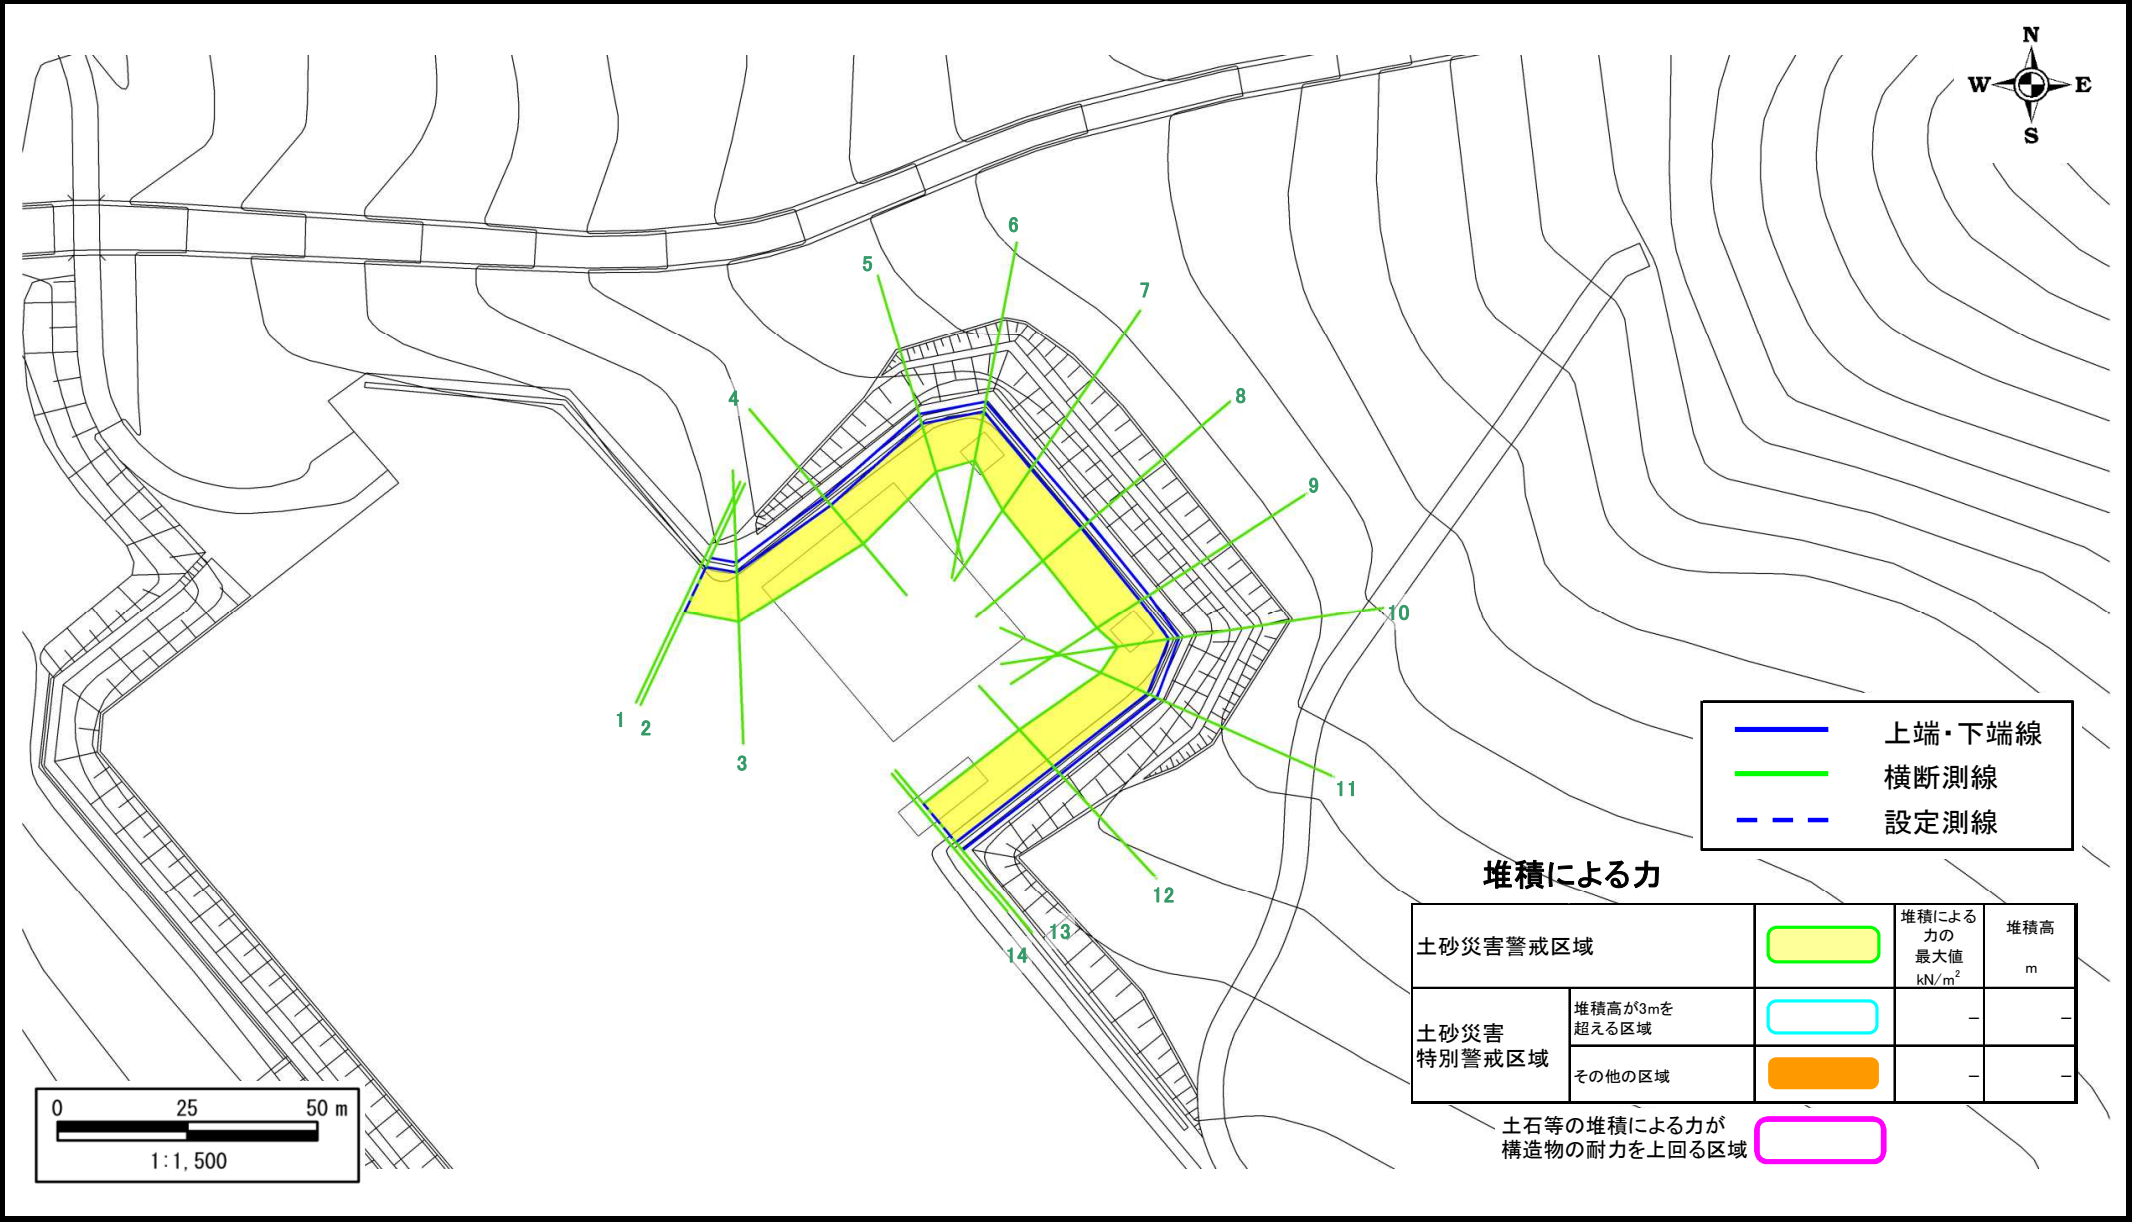 N
W E
S
6
5
7
4
8
9
10
1
2
3
11
12
13
14
上端・下端線
横断測線
設定測線
堆積による力
土砂災害警戒区域
堆積による
力の
最大値
kN/m²
堆積高
m
土砂災害
特別警戒区域
堆積高が3mを
超える区域
－ －
その他の区域
－ －
土石等の堆積による力が
構造物の耐力を上回る区域
0 25 50 m
1:1,500